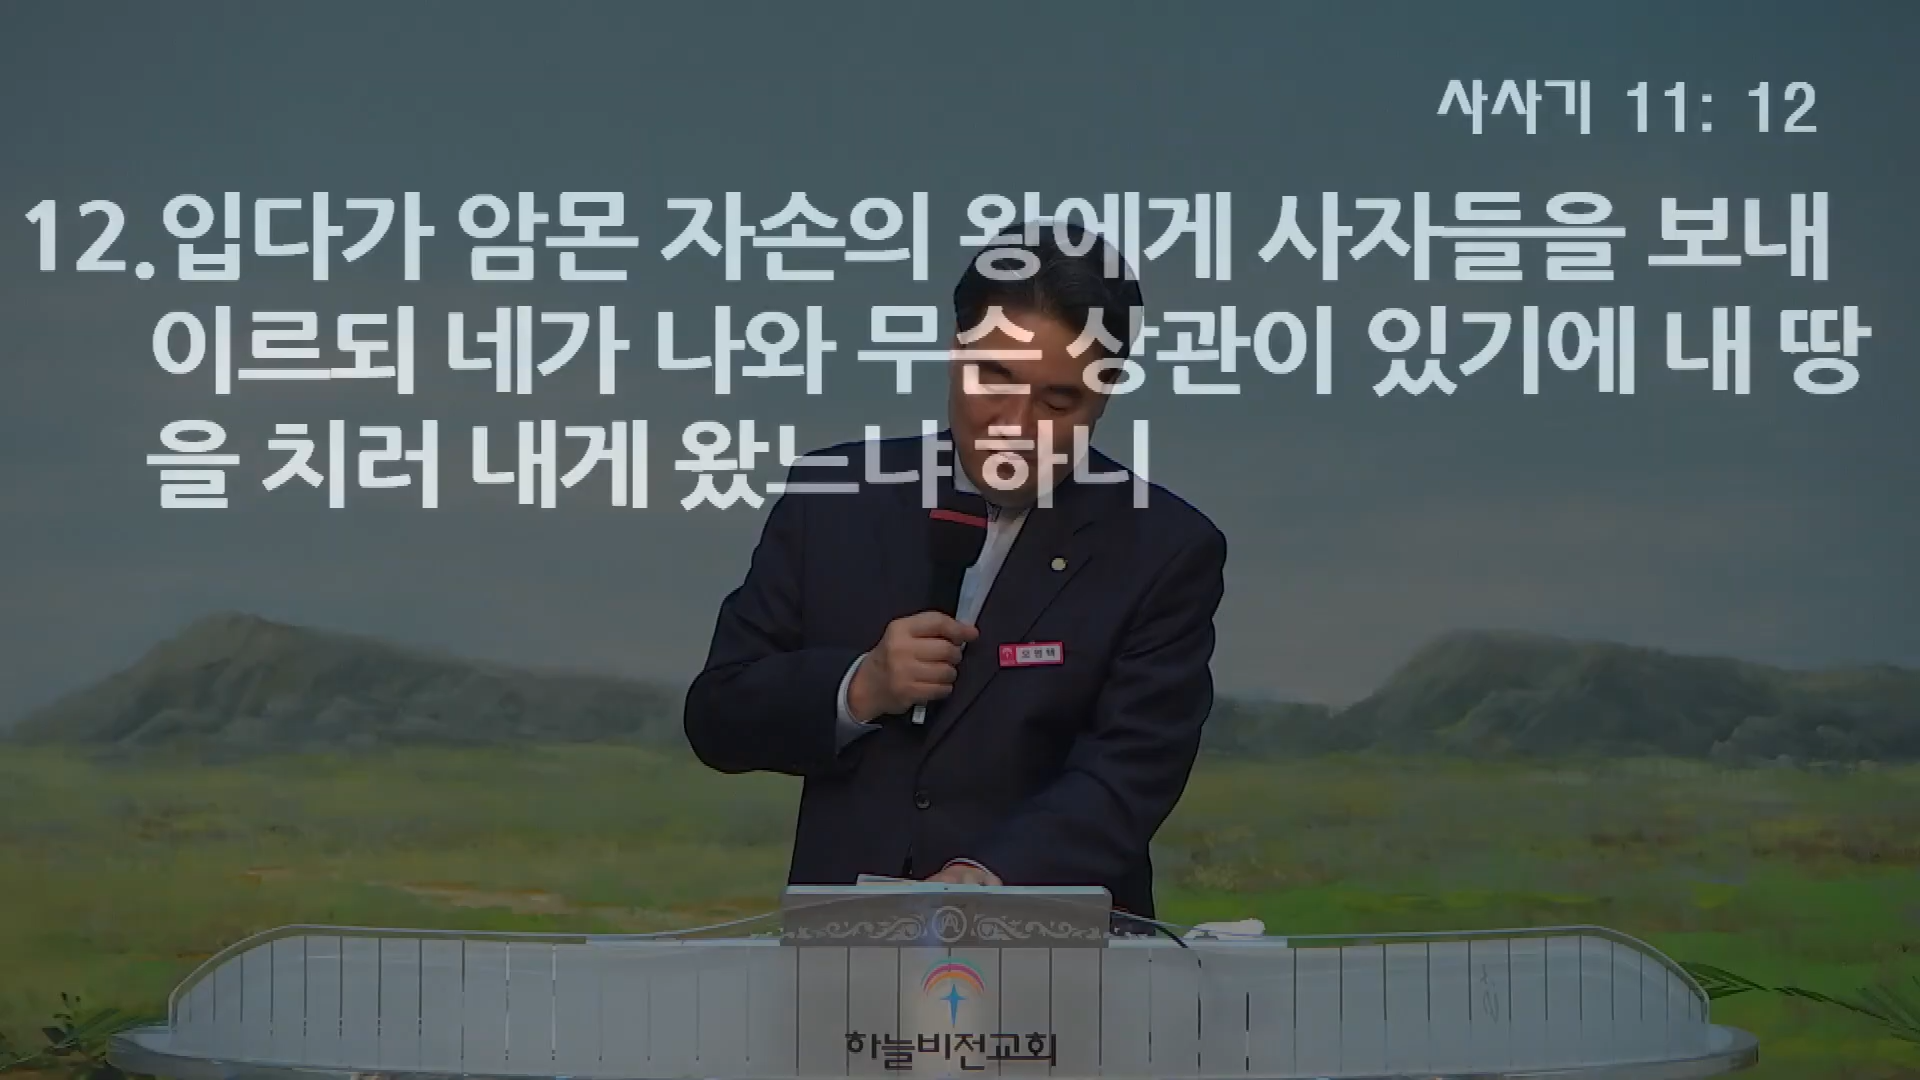 사사기 11: 12
12.입다가 암몬 자손의 왕에게 사자들을 보내
이르되 네가 나와 무슨 상관이 있기에 내 땅
을 치러 내게 왔느냐 하니
하늘비전교회